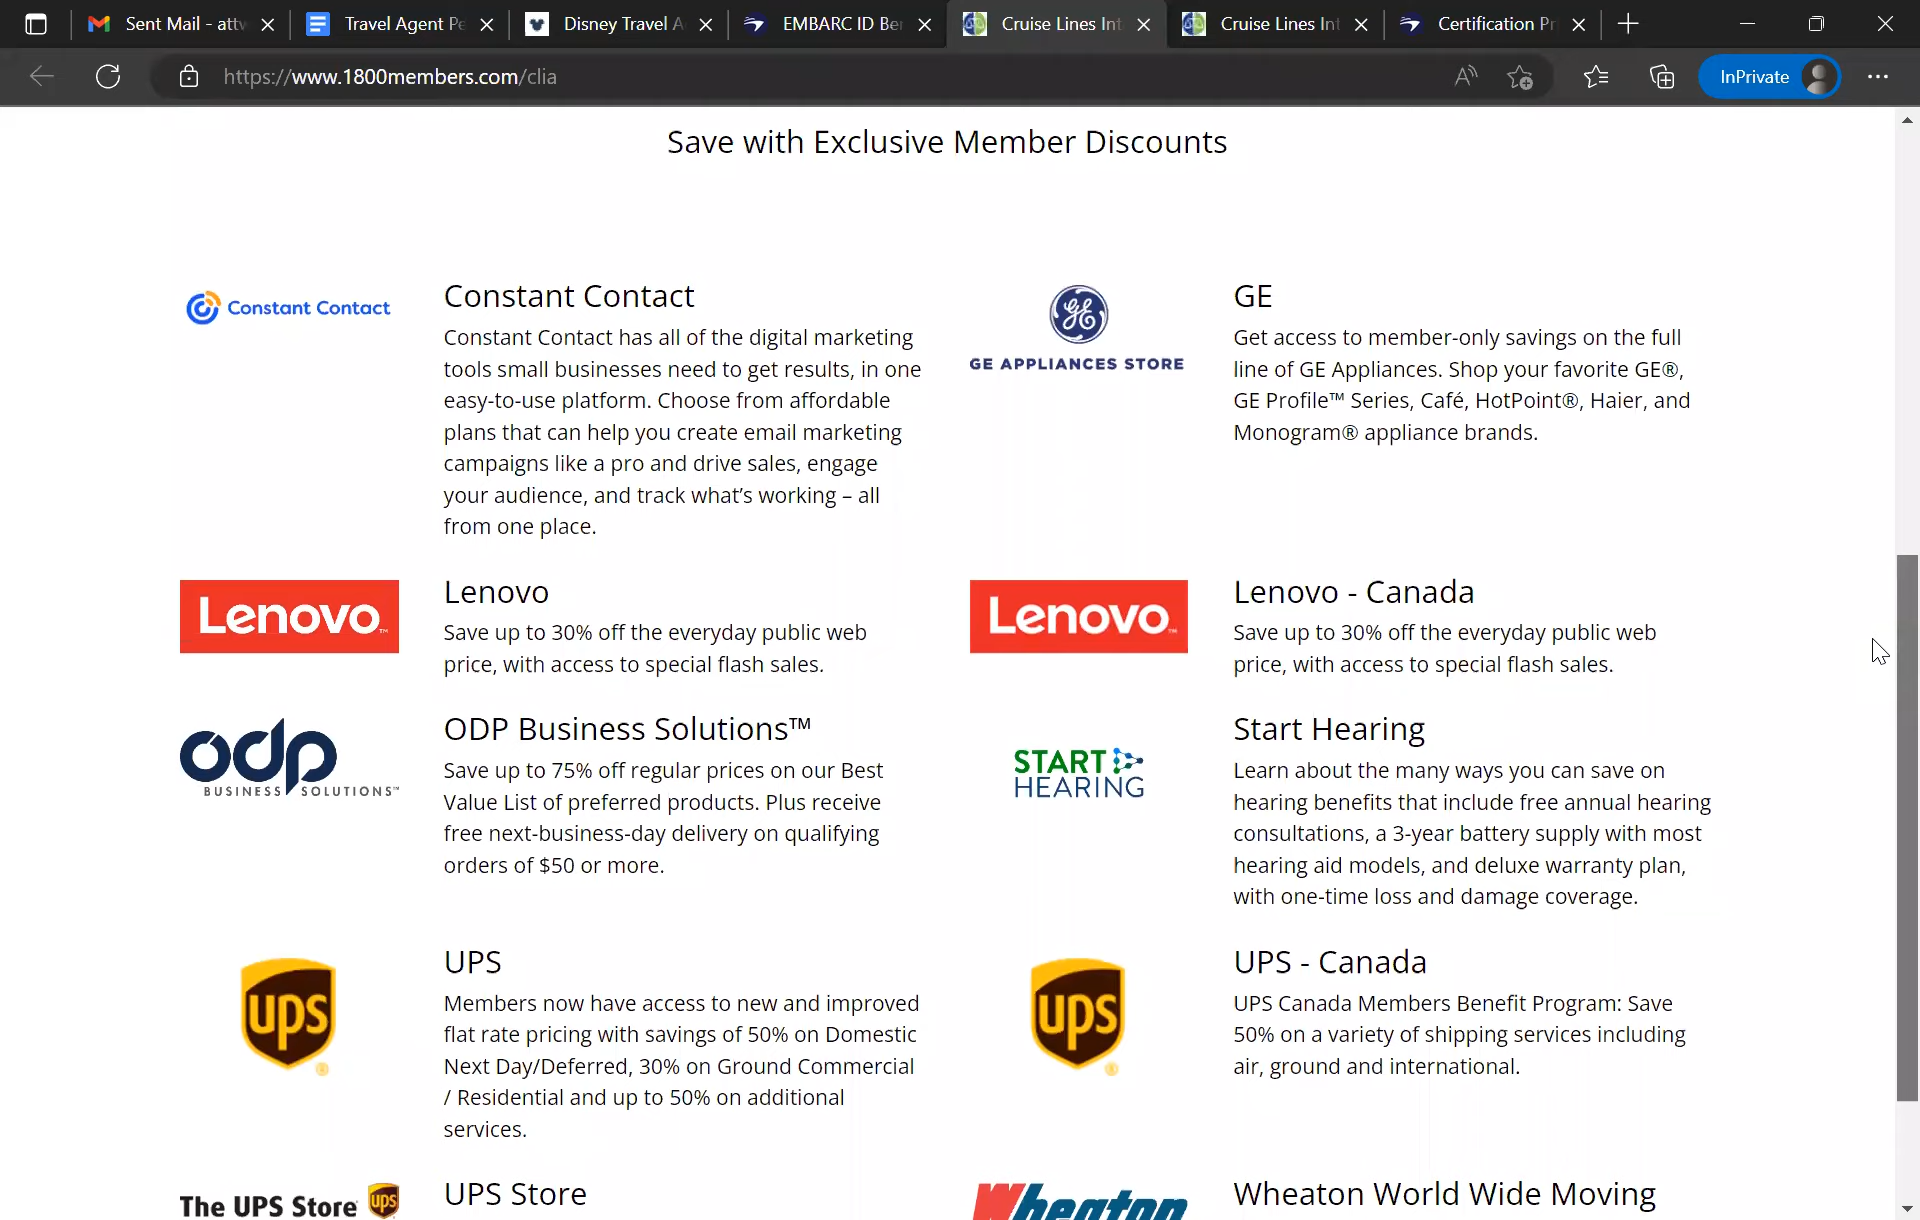 Sent Mail - attw
Travel Agent Pe
Disney Travel A
EMBARC ID Be
Cruise Lines Int
Cruise Lines Int
Certification Pr
https://www.1800members.com/clia
InPrivate
Save with Exclusive Member Discounts
Constant Contact
Constant Contact
Constant Contact has all of the digital marketing
tools small businesses need to get results, in one
easy-to-use platform. Choose from affordable
plans that can help you create email marketing
campaigns like a pro and drive sales, engage
your audience, and track what's working – all
from one place.
GE
GE APPLIANCES STORE
GE
Get access to member-only savings on the full
line of GE Appliances. Shop your favorite GE®,
GE Profile™ Series, Café, HotPoint®, Haier, and
Monogram® appliance brands.
Lenovo™
Lenovo
Save up to 30% off the everyday public web
price, with access to special flash sales.
Lenovo™
Lenovo - Canada
Save up to 30% off the everyday public web
price, with access to special flash sales.
odp
BUSINESS SOLUTIONS™
ODP Business Solutions™
Save up to 75% off regular prices on our Best
Value List of preferred products. Plus receive
free next-business-day delivery on qualifying
orders of $50 or more.
START
HEARING
Start Hearing
Learn about the many ways you can save on
hearing benefits that include free annual hearing
consultations, a 3-year battery supply with most
hearing aid models, and deluxe warranty plan,
with one-time loss and damage coverage.
ups
UPS
Members now have access to new and improved
flat rate pricing with savings of 50% on Domestic
Next Day/Deferred, 30% on Ground Commercial
/ Residential and up to 50% on additional
services.
ups
UPS - Canada
UPS Canada Members Benefit Program: Save
50% on a variety of shipping services including
air, ground and international.
The UPS Store ups
UPS Store
Wheaton
Wheaton World Wide Moving